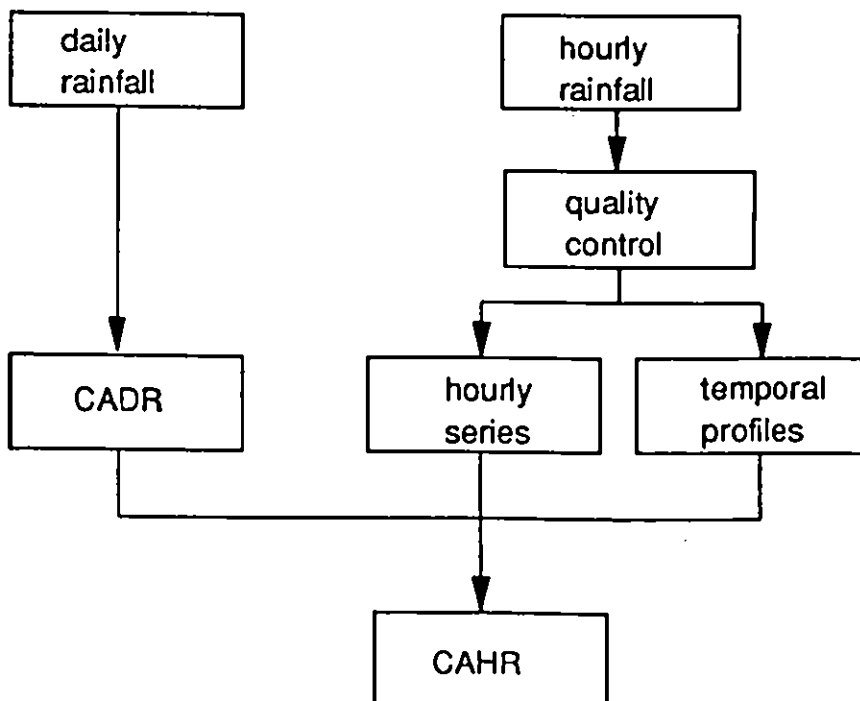 daily
rainfall
hourly
rainfall
quality
control
CADR
hourly
series
temporal
profiles
CAHR